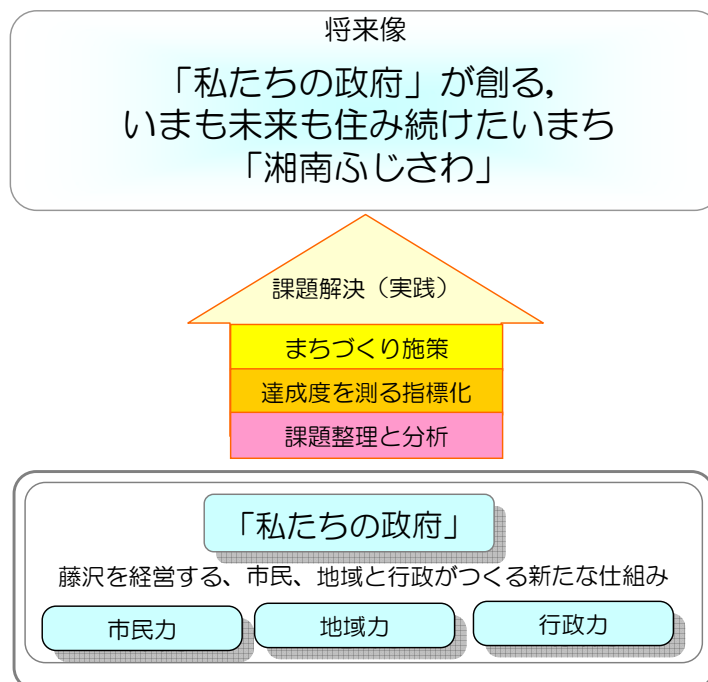 将来像
「私たちの政府」が創る,
いまも未来も住み続けたいまち
「湘南ふじさわ」
課題解決（実践）
まちづくり施策
達成度を測る指標化
課題整理と分析
「私たちの政府」
藤沢を経営する、市民、地域と行政がつくる新たな仕組み
市民力
地域力
行政力